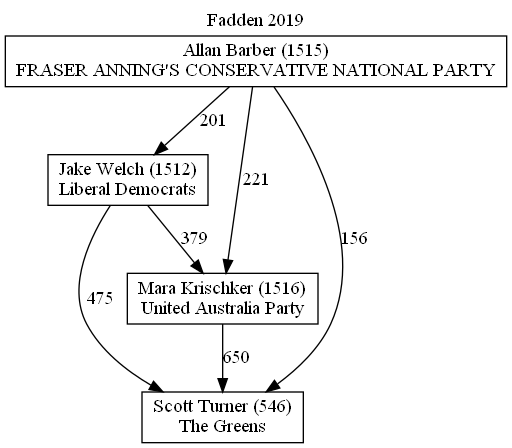 Fadden 2019
Allan Barber (1515)
FRASER ANNING'S CONSERVATIVE NATIONAL PARTY
201
Jake Welch (1512)
Liberal Democrats
221
379
156
Mara Krischker (1516)
United Australia Party
475
650
Scott Turner (546)
The Greens